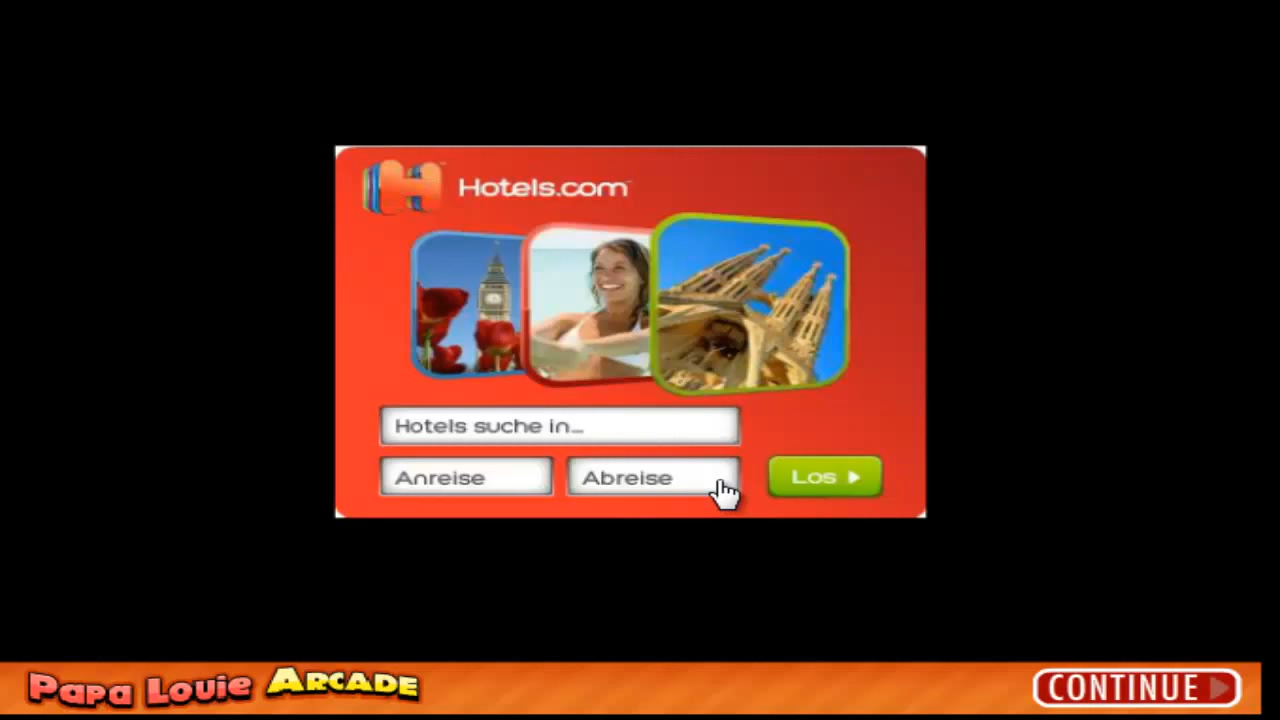 H
Hotels.com
Hotels suche in...
Anreise
Abreise
Los
Papa Louie Arcade
CONTINUE